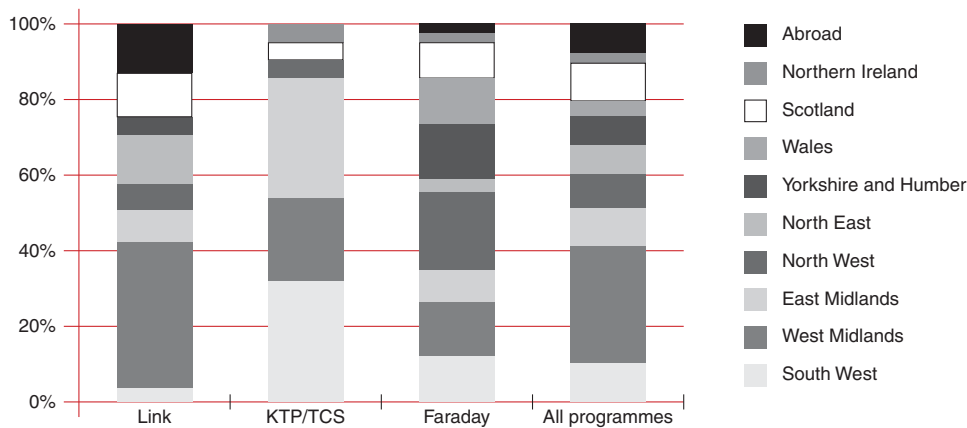 100%
80%
60%
40%
20%
0%
Link
KTP/TCS
Faraday
All programmes
Abroad
Northern Ireland
Scotland
Wales
Yorkshire and Humber
North East
North West
East Midlands
West Midlands
South West